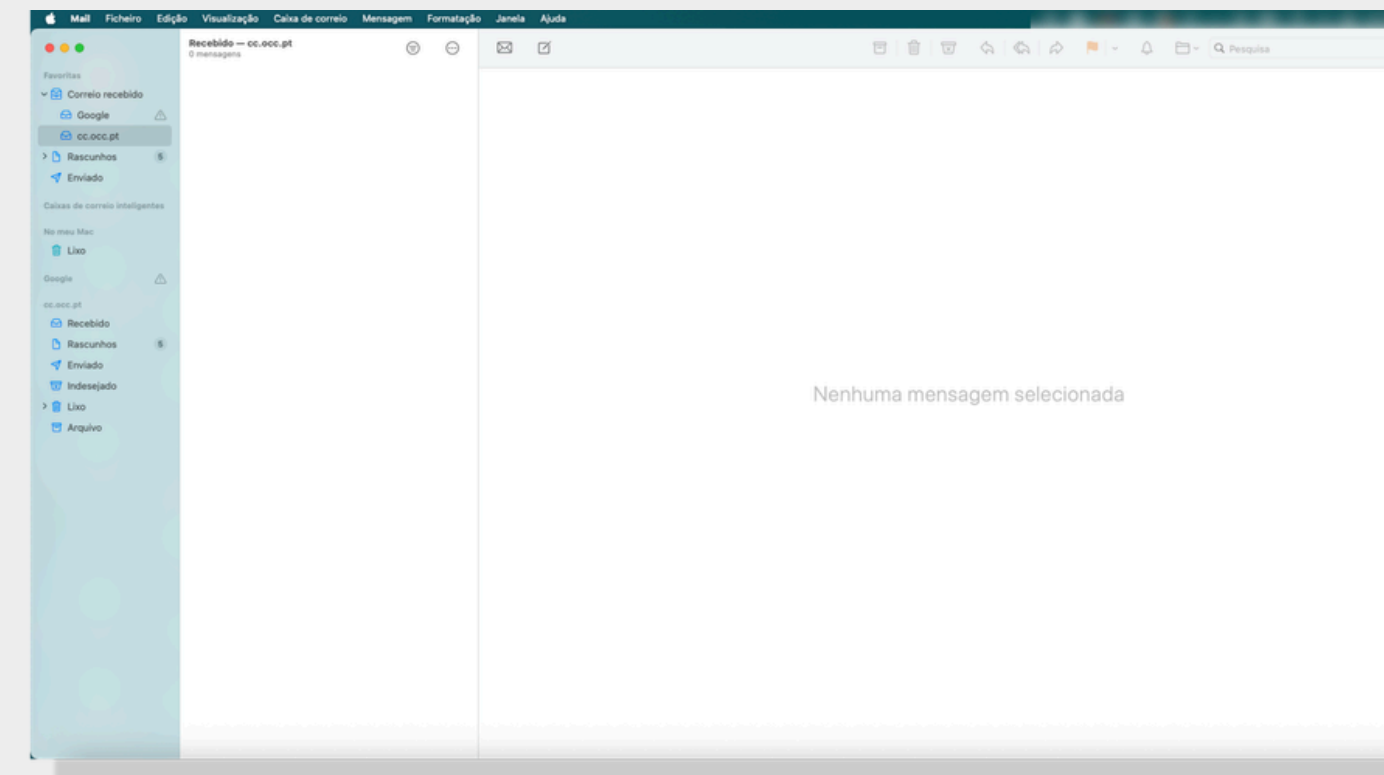 Mail Ficheiro Edição Visualização Caixa de correio Mensagem Formatação Janela Ajuda
Recebido — cc.occ.pt
0 mensagens
Pesquisa
Favoritas
Correio recebido
Google
cc.occ.pt
Rascunhos 5
Enviado
Caixas de correio inteligentes
No meu Mac
Lixo
Google
cc.occ.pt
Recebido
Rascunhos 5
Enviado
Indesejado
Lixo
Arquivo
Nenhuma mensagem selecionada